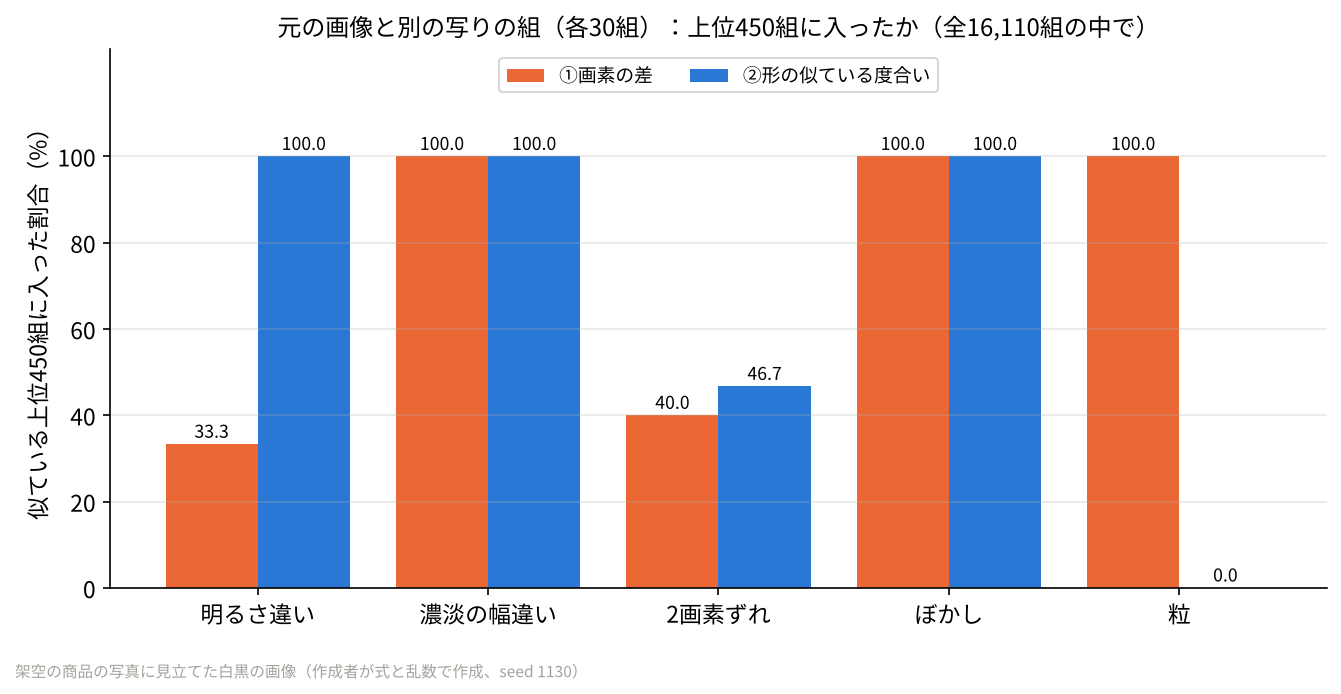 元の画像と別の写りの組（各30組）：上位450組に入ったか（全16,110組の中で）
①画素の差
②形の似ている度合い
似ている上位450組に入った割合（%）
100
80
60
40
20
0
33.3
100.0
100.0
100.0
40.0
46.7
100.0
100.0
100.0
0.0
明るさ違い
濃淡の幅違い
2画素ずれ
ぼかし
粒
架空の商品の写真に見立てた白黒の画像（作成者が式と乱数で作成、seed 1130）